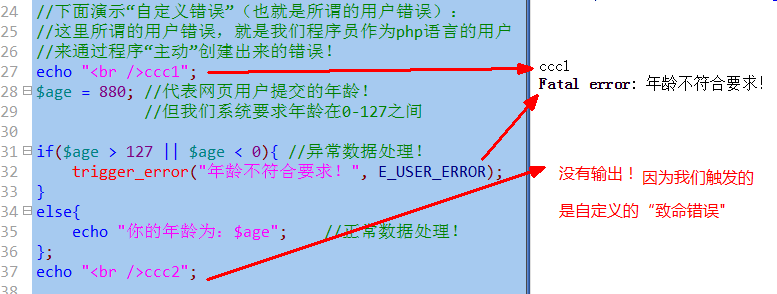 24 //下面演示“自定义错误”（也就是所谓的用户错误）：
25 //这里所谓的用户错误，就是我们程序员作为php语言的用户
26 //来通过程序“主动”创建出来的错误！
27 echo "<br />ccc1";
28 $age = 880; //代表网页用户提交的年龄！
29 //但我们系统要求年龄在0-127之间
30
31 if($age > 127 || $age < 0){ //异常数据处理！
32 trigger_error("年龄不符合要求！", E_USER_ERROR);
33 }
34 else{
35 echo "你的年龄为：$age"; //正常数据处理！
36 };
37 echo "<br />ccc2";
38
ccc1
Fatal error: 年龄不符合要求！
没有输出！因为我们触发的
是自定义的“致命错误"